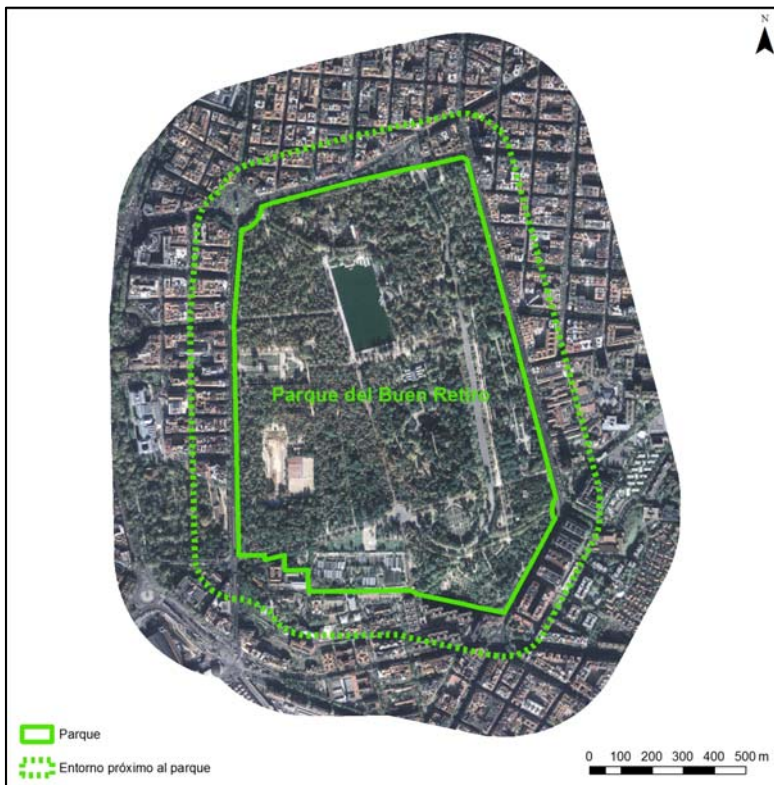 N
Parque del Buen Retiro
Parque
Entorno próximo al parque
0 100 200 300 400 500 m